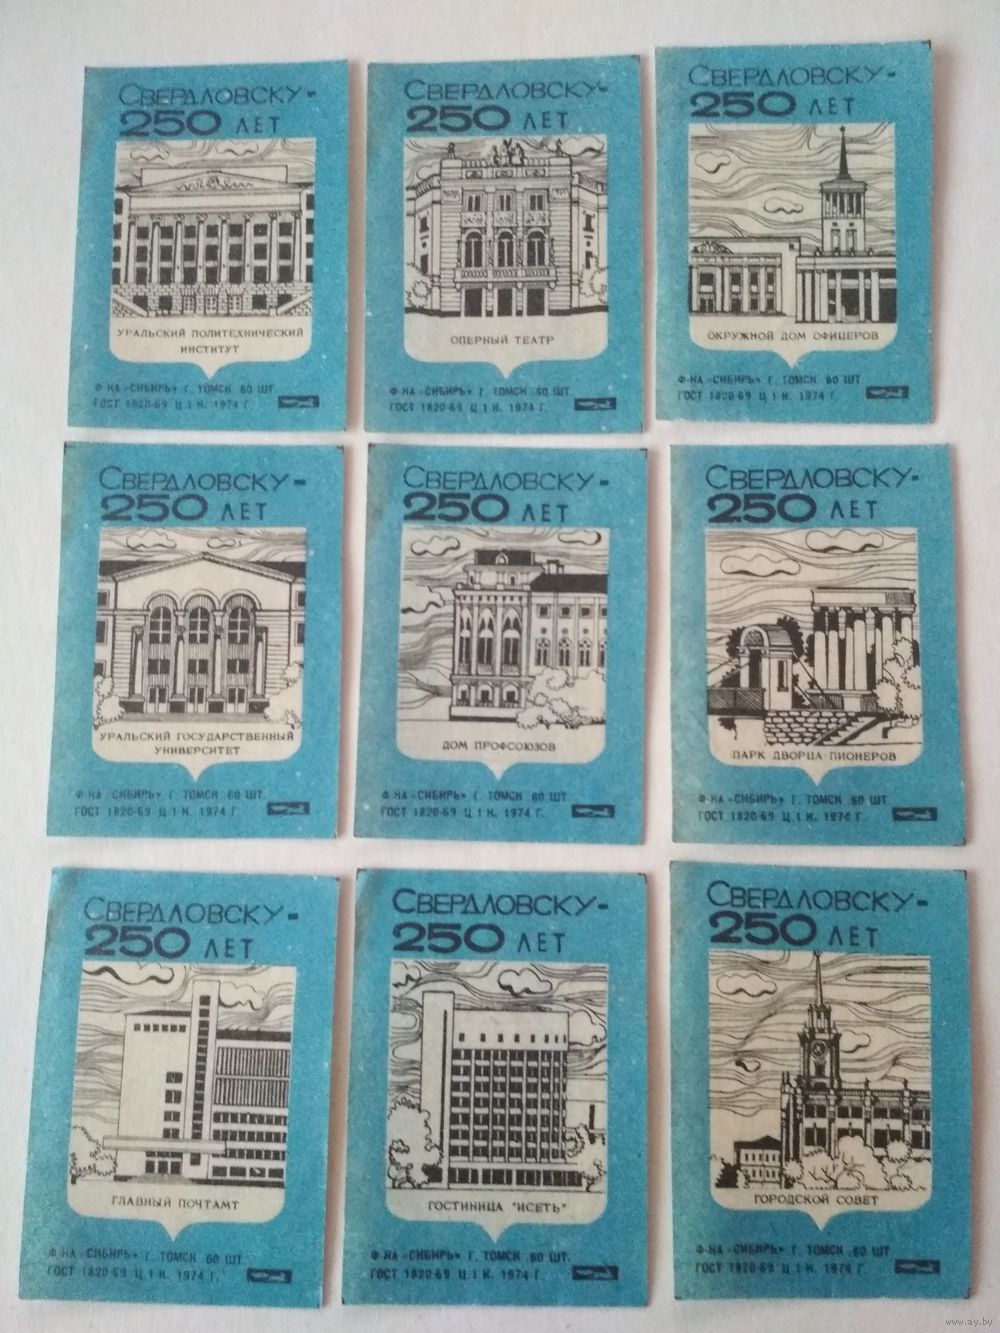 СВЕРДЛОВСКУ-
250 ЛЕТ
УРАЛЬСКИЙ ПОЛИТЕХНИЧЕСКИЙ
ИНСТИТУТ
Ф-КА «СИБИРЬ» Г. ТОМСК 60 ШТ.
ГОСТ 1820-69 Ц. 1 К. 1974 Г.
СВЕРДЛОВСКУ-
250 ЛЕТ
ОПЕРНЫЙ ТЕАТР
Ф-КА «СИБИРЬ» Г. ТОМСК 60 ШТ.
ГОСТ 1820-69 Ц. 1 К. 1974 Г.
СВЕРДЛОВСКУ-
250 ЛЕТ
ОКРУЖНОЙ ДОМ ОФИЦЕРОВ
Ф-КА «СИБИРЬ» Г. ТОМСК 60 ШТ.
ГОСТ 1820-69 Ц. 1 К. 1974 Г.
СВЕРДЛОВСКУ-
250 ЛЕТ
УРАЛЬСКИЙ ГОСУДАРСТВЕННЫЙ
УНИВЕРСИТЕТ
Ф-КА «СИБИРЬ» Г. ТОМСК 60 ШТ.
ГОСТ 1820-69 Ц. 1 К. 1974 Г.
СВЕРДЛОВСКУ-
250 ЛЕТ
ДОМ ПРОФСОЮЗОВ
Ф-КА «СИБИРЬ» Г. ТОМСК 60 ШТ.
ГОСТ 1820-69 Ц. 1 К. 1974 Г.
СВЕРДЛОВСКУ-
250 ЛЕТ
ПАРК ДВОРЦА ПИОНЕРОВ
Ф-КА «СИБИРЬ» Г. ТОМСК 60 ШТ.
ГОСТ 1820-69 Ц. 1 К. 1974 Г.
СВЕРДЛОВСКУ-
250 ЛЕТ
ГЛАВНЫЙ ПОЧТАМТ
Ф-КА «СИБИРЬ» Г. ТОМСК 60 ШТ.
ГОСТ 1820-69 Ц. 1 К. 1974 Г.
СВЕРДЛОВСКУ-
250 ЛЕТ
ГОСТИНИЦА "ИСЕТЬ"
Ф-КА «СИБИРЬ» Г. ТОМСК 60 ШТ.
ГОСТ 1820-69 Ц. 1 К. 1974 Г.
СВЕРДЛОВСКУ-
250 ЛЕТ
ГОРОДСКОЙ СОВЕТ
Ф-КА «СИБИРЬ» Г. ТОМСК 60 ШТ.
ГОСТ 1820-69 Ц. 1 К. 1974 Г.
www.ay.by